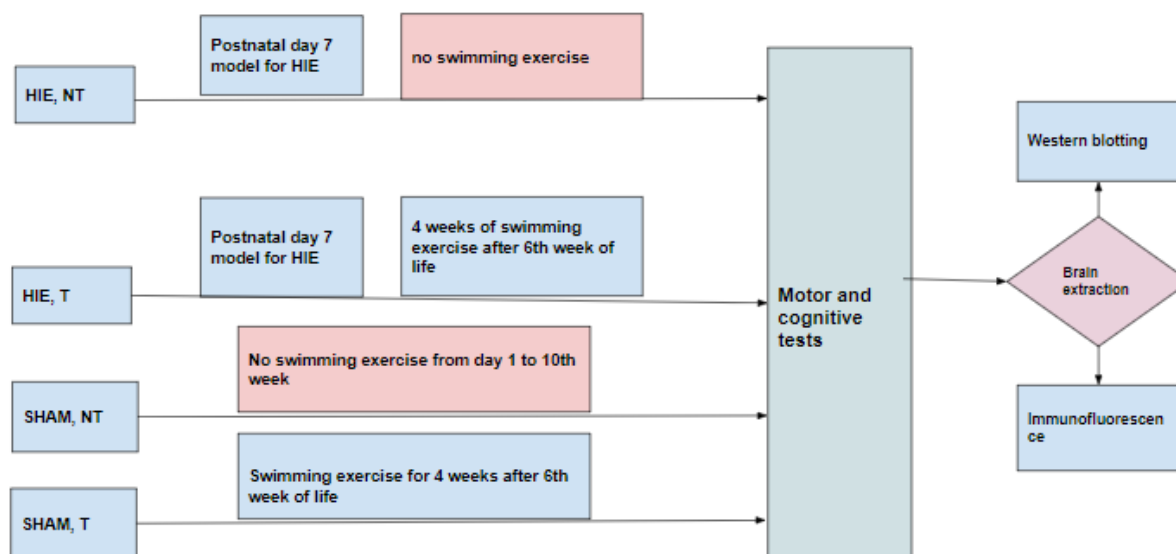 Postnatal day 7
model for HIE
no swimming exercise
HIE, NT
Western blotting
Postnatal day 7
model for HIE
4 weeks of swimming
exercise after 6th week of
life
HIE, T
Motor and
cognitive
tests
Brain
extraction
No swimming exercise from day 1 to 10th
week
SHAM, NT
Immunofluorescen
ce
Swimming exercise for 4 weeks after 6th
week of life
SHAM, T